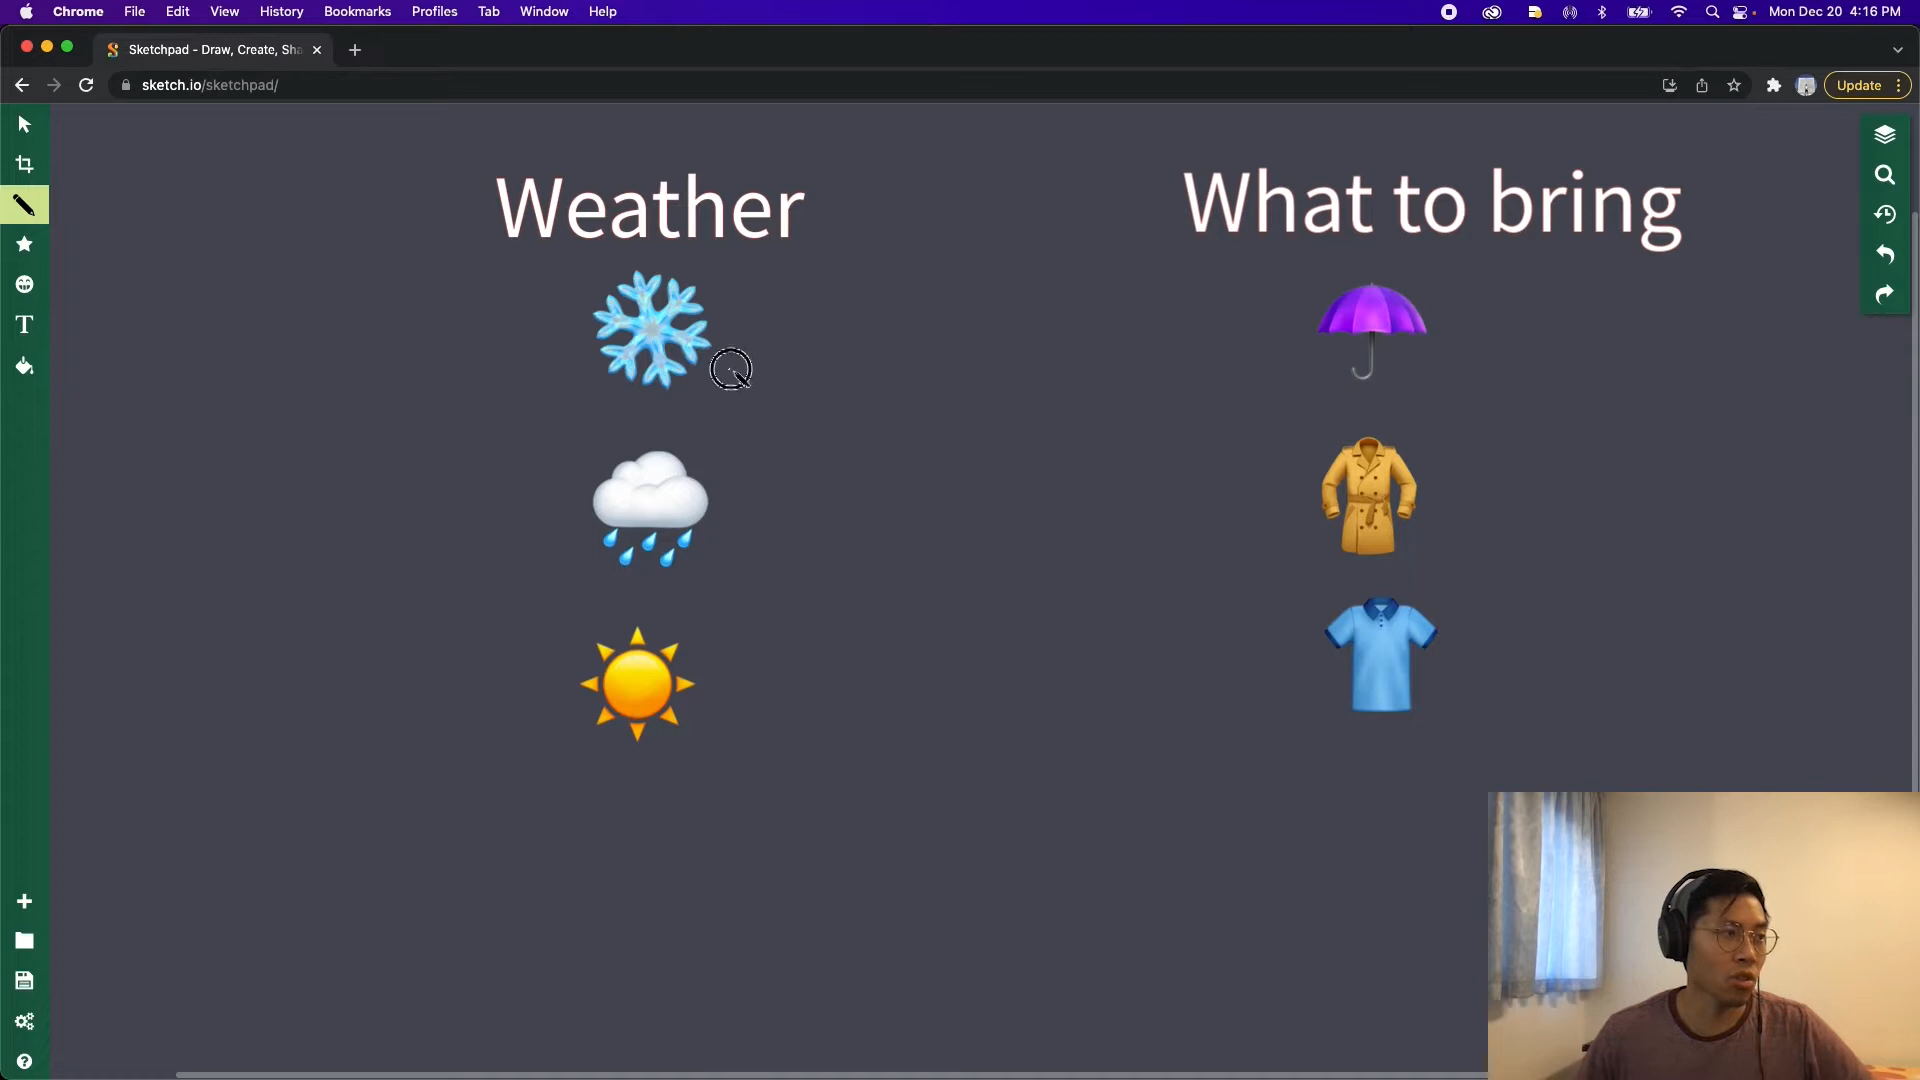 Chrome File Edit View History Bookmarks Profiles Tab Window Help Mon Dec 20 4:16 PM
Sketchpad - Draw, Create, Sha
sketch.io/sketchpad/ Update
Weather What to bring
T